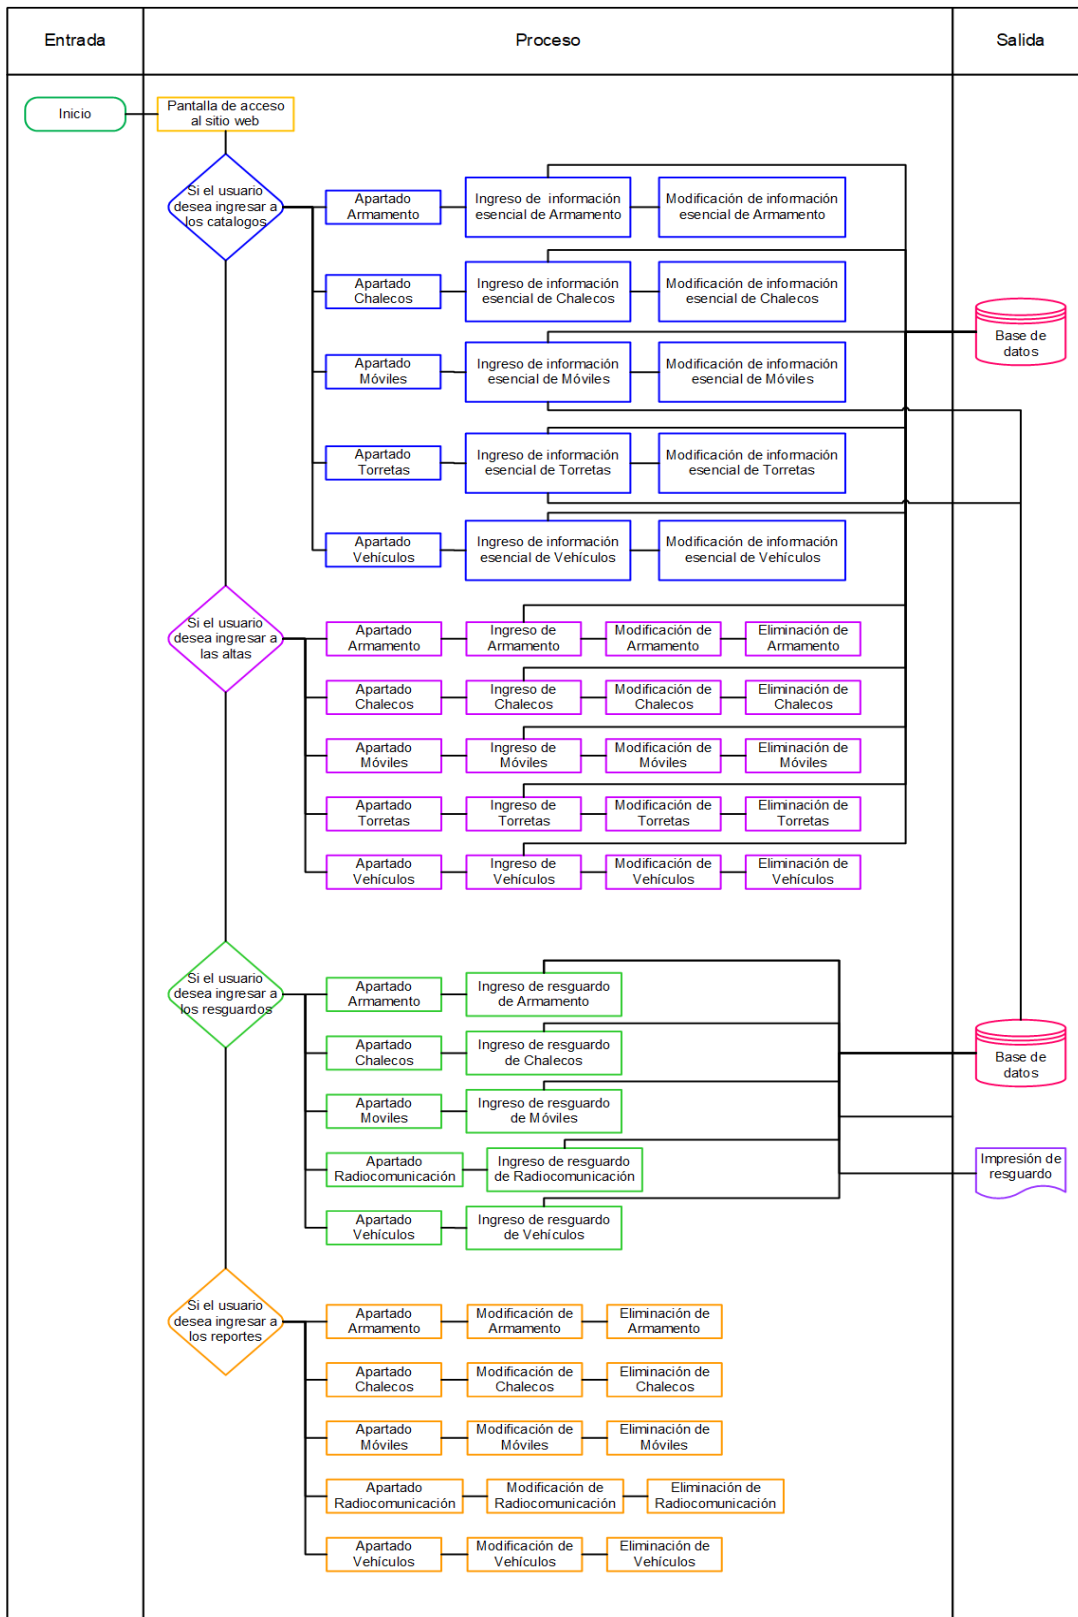 Entrada
Proceso
Salida
Inicio
Pantalla de acceso
al sitio web
Si el usuario
desea ingresar a
los catalogos
Apartado
Armamento
Ingreso de información
esencial de Armamento
Modificación de información
esencial de Armamento
Apartado
Chalecos
Ingreso de información
esencial de Chalecos
Modificación de información
esencial de Chalecos
Base de
datos
Apartado
Móviles
Ingreso de información
esencial de Móviles
Modificación de información
esencial de Móviles
Apartado
Torretas
Ingreso de información
esencial de Torretas
Modificación de información
esencial de Torretas
Apartado
Vehículos
Ingreso de información
esencial de Vehículos
Modificación de información
esencial de Vehículos
Si el usuario
desea ingresar a
las altas
Apartado
Armamento
Ingreso de
Armamento
Modificación de
Armamento
Eliminación de
Armamento
Apartado
Chalecos
Ingreso de
Chalecos
Modificación de
Chalecos
Eliminación de
Chalecos
Apartado
Móviles
Ingreso de
Móviles
Modificación de
Móviles
Eliminación de
Móviles
Apartado
Torretas
Ingreso de
Torretas
Modificación de
Torretas
Eliminación de
Torretas
Apartado
Vehículos
Ingreso de
Vehículos
Modificación de
Vehículos
Eliminación de
Vehículos
Si el usuario
desea ingresar a
los resguardos
Apartado
Armamento
Ingreso de resguardo
de Armamento
Apartado
Chalecos
Ingreso de resguardo
de Chalecos
Base de
datos
Apartado
Moviles
Ingreso de resguardo
de Móviles
Apartado
Radiocomunicación
Ingreso de resguardo
de Radiocomunicación
Impresión de
resguardo
Apartado
Vehículos
Ingreso de resguardo
de Vehículos
Si el usuario
desea ingresar a
los reportes
Apartado
Armamento
Modificación de
Armamento
Eliminación de
Armamento
Apartado
Chalecos
Modificación de
Chalecos
Eliminación de
Chalecos
Apartado
Móviles
Modificación de
Móviles
Eliminación de
Móviles
Apartado
Radiocomunicación
Modificación de
Radiocomunicación
Eliminación de
Radiocomunicación
Apartado
Vehículos
Modificación de
Vehículos
Eliminación de
Vehículos